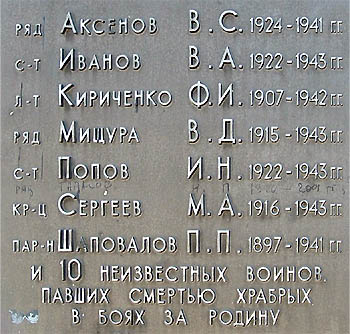 РЯД АКСЕНОВ В.С. 1924-1941 ГГ.
С-Т ИВАНОВ В.А. 1922-1943 ГГ.
Л-Т КИРИЧЕНКО Ф.И. 1907-1942 ГГ.
РЯД МИЩУРА В.Д. 1915-1943 ГГ.
С-Т ПОПОВ И.Н. 1922-1943 ГГ.
РЯД
КР-Ц СЕРГЕЕВ М.А. 1916-1943 ГГ.
ПАР-Н ШАПОВАЛОВ П.П. 1897-1941 ГГ.
И 10 НЕИЗВЕСТНЫХ ВОИНОВ,
ПАВШИХ СМЕРТЬЮ ХРАБРЫХ
В БОЯХ ЗА РОДИНУ